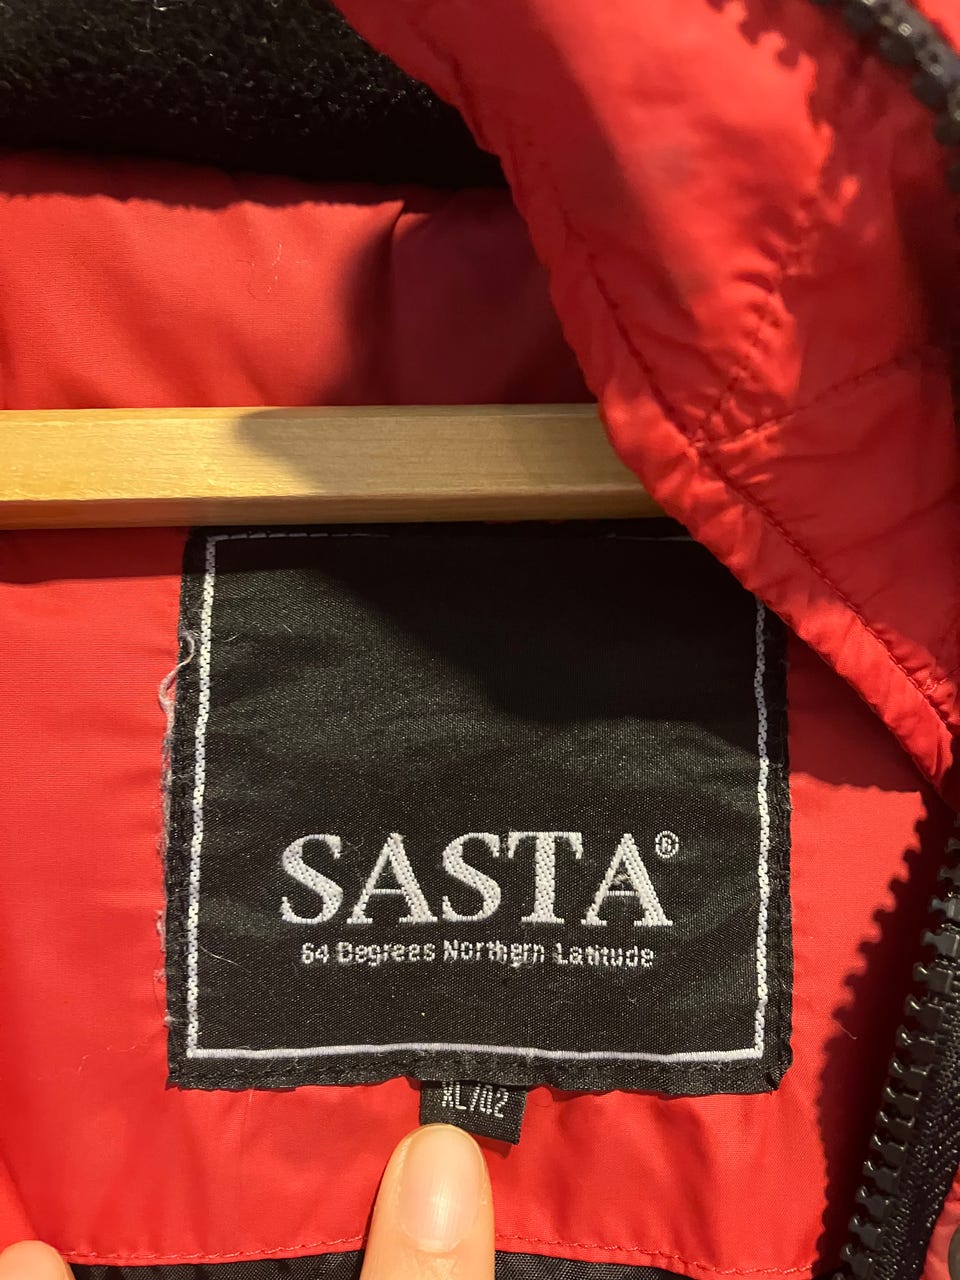 SASTA®
64 Degrees Northern Latitude
XL/02